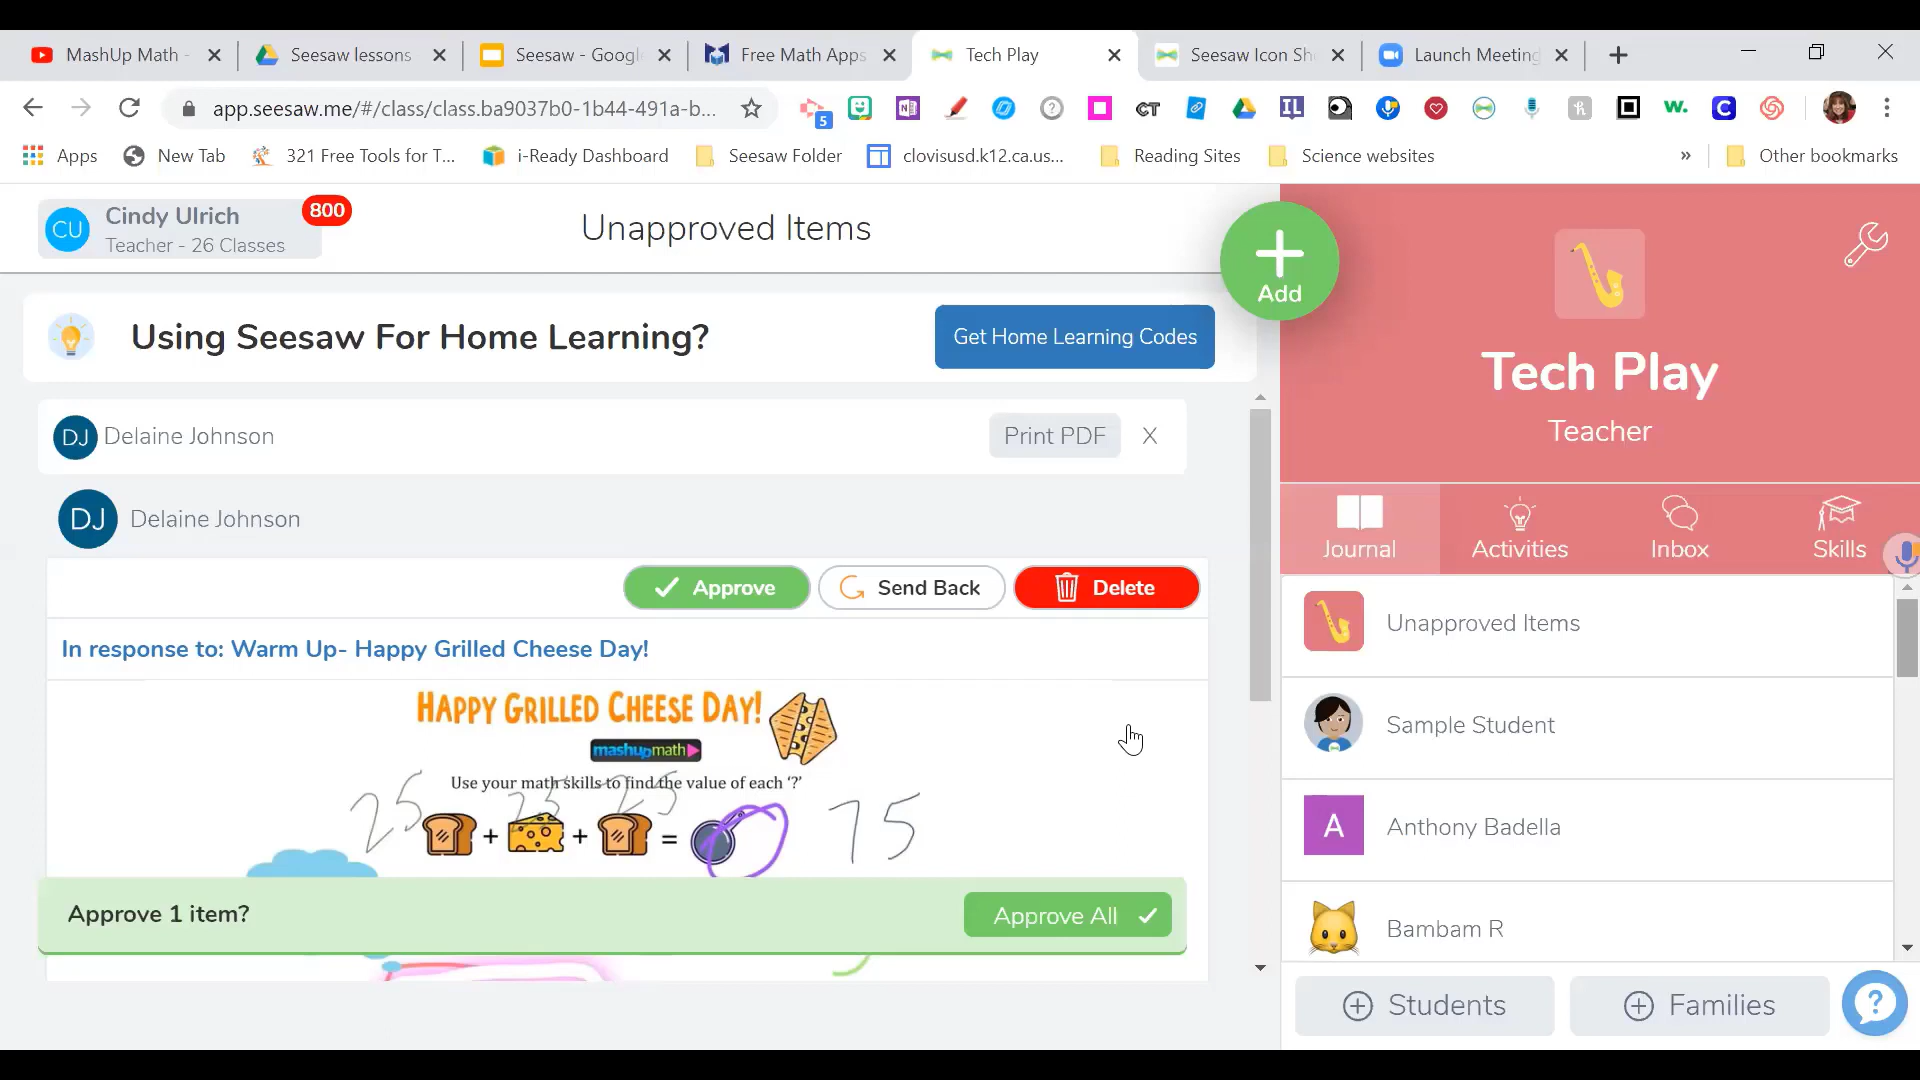 MashUp Math -
Seesaw lessons
Seesaw - Google
Free Math Apps
Tech Play
Seesaw Icon Sh
Launch Meeting
app.seesaw.me/#/class/class.ba9037b0-1b44-491a-b...
5
CT
IL
Apps
New Tab
321 Free Tools for T...
i-Ready Dashboard
Seesaw Folder
clovisusd.k12.ca.us...
Reading Sites
Science websites
»
Other bookmarks
CU
Cindy Ulrich
Teacher - 26 Classes
800
Unapproved Items
Add
Using Seesaw For Home Learning?
Get Home Learning Codes
DJ Delaine Johnson
Print PDF
X
DJ Delaine Johnson
Approve
Send Back
Delete
In response to: Warm Up- Happy Grilled Cheese Day!
HAPPY GRILLED CHEESE DAY!
mashupmath
Use your math skills to find the value of each '?'
25 25 25 75
+ + =
Approve 1 item?
Approve All
Tech Play
Teacher
Journal
Activities
Inbox
Skills
Unapproved Items
Sample Student
A
Anthony Badella
Bambam R
Students
Families
?